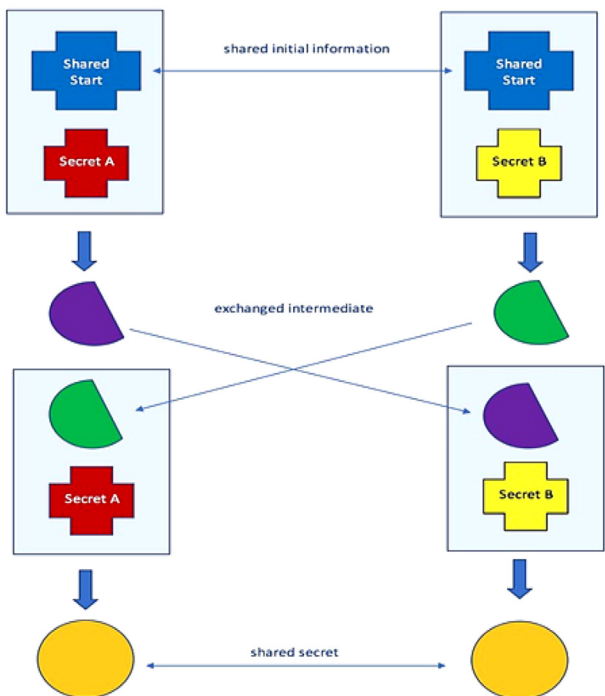 shared initial information
Shared
Start
Shared
Start
Secret A
Secret B
exchanged intermediate
Secret A
Secret B
shared secret